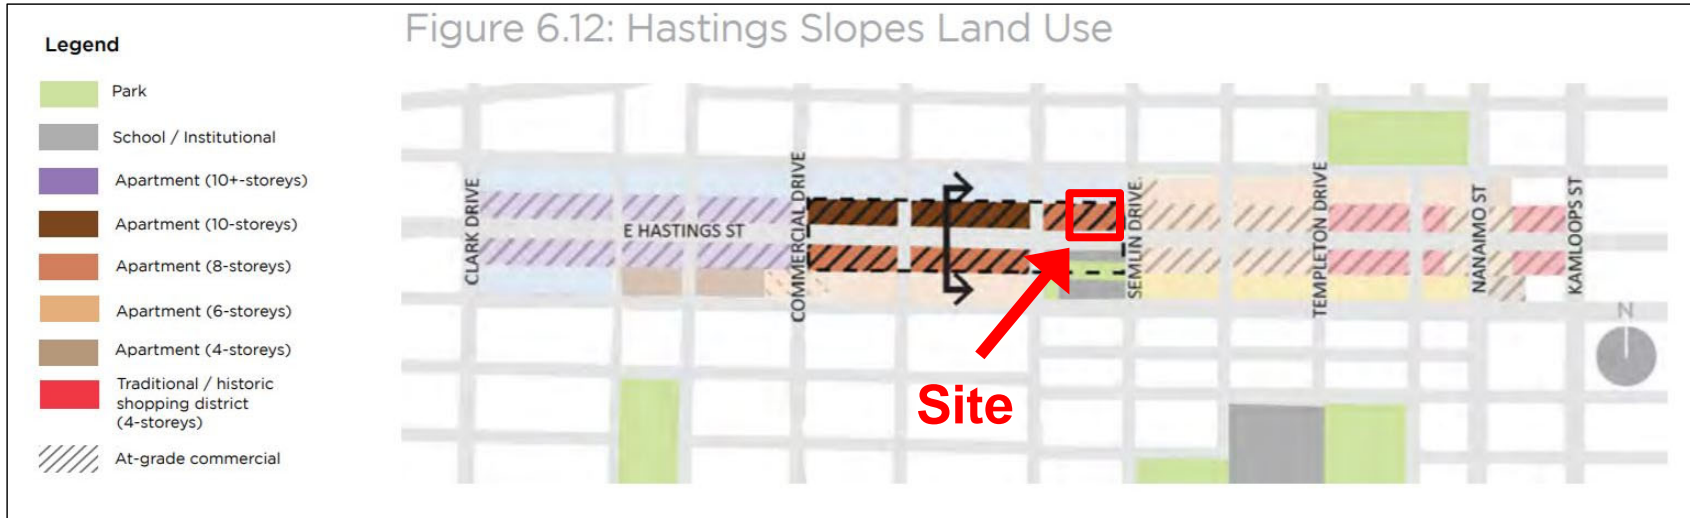 Figure 6.12: Hastings Slopes Land Use
Legend
Park
School / Institutional
Apartment (10+-storeys)
Apartment (10-storeys)
Apartment (8-storeys)
Apartment (6-storeys)
Apartment (4-storeys)
Traditional / historic
shopping district
(4-storeys)
At-grade commercial
CLARK DRIVE
E HASTINGS ST
COMMERCIAL DRIVE
SEMLIN DRIVE.
TEMPLETON DRIVE
NANAIMO ST
KAMLOOPS ST
N
Site